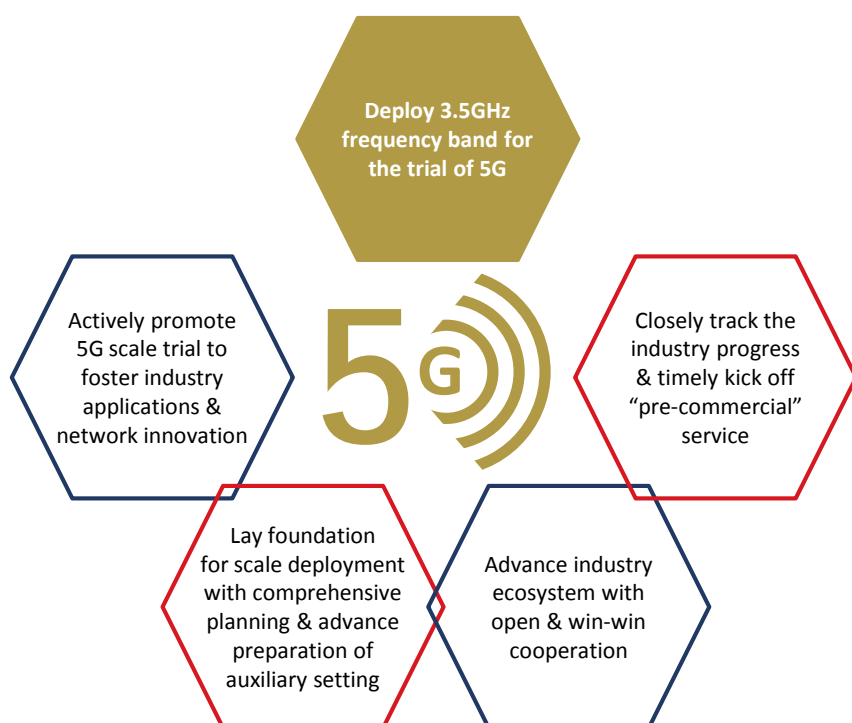 Deploy 3.5GHz
frequency band for
the trial of 5G
5G
Actively promote
5G scale trial to
foster industry
applications &
network innovation
Closely track the
industry progress
& timely kick off
“pre-commercial”
service
Lay foundation
for scale deployment
with comprehensive
planning & advance
preparation of
auxiliary setting
Advance industry
ecosystem with
open & win-win
cooperation